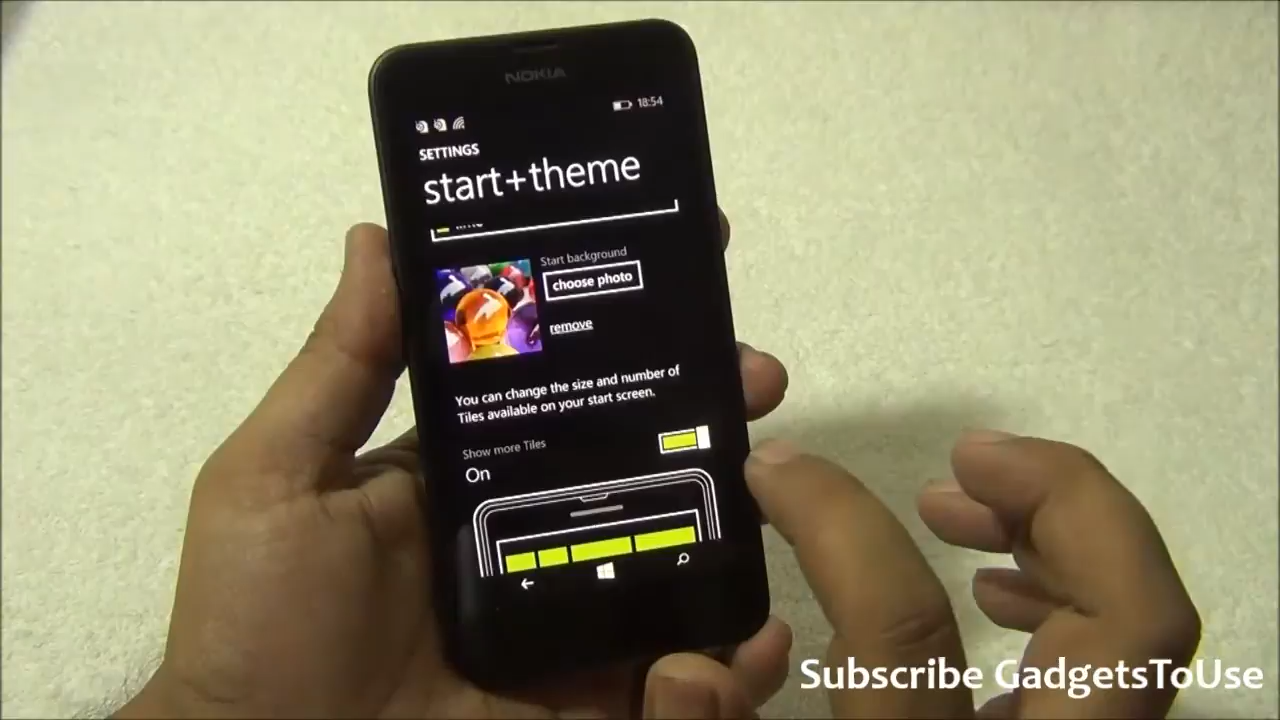 NOKIA
18:54
SETTINGS
start+theme
Start background
choose photo
remove
You can change the size and number of
Tiles available on your start screen.
Show more Tiles
On
Subscribe GadgetsToUse